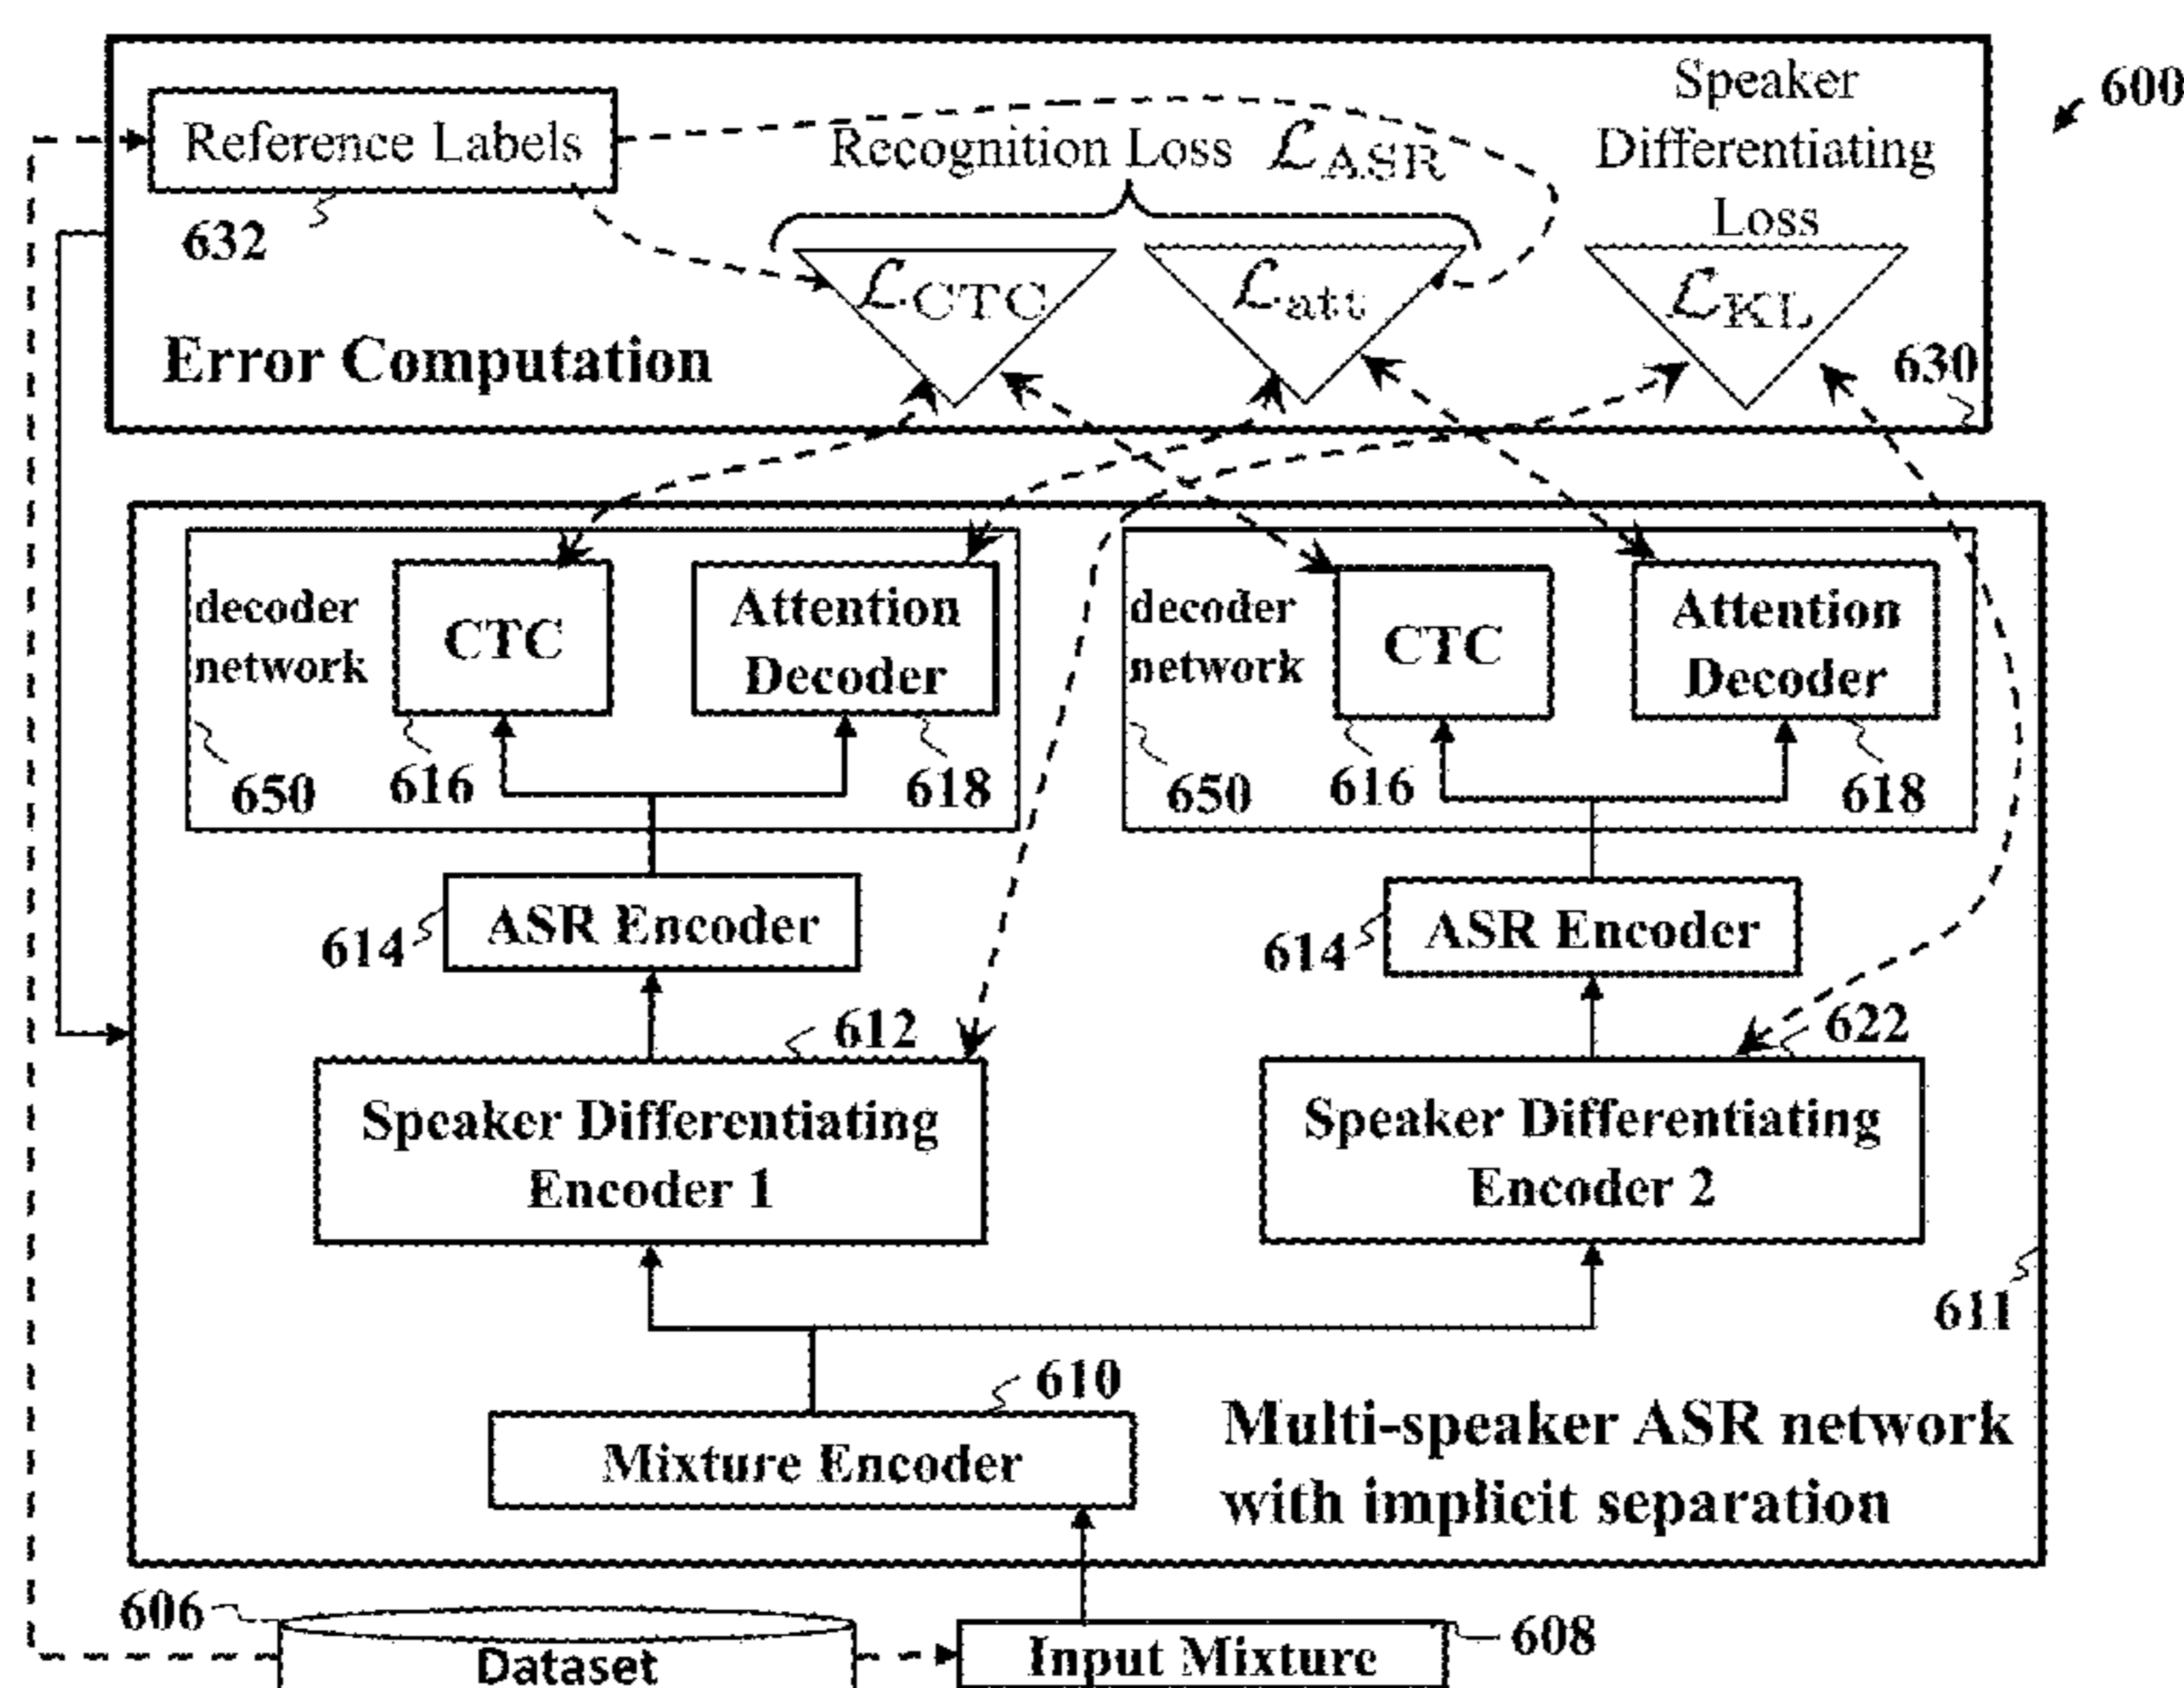 600
Speaker
Differentiating
Loss
Reference Labels
Recognition Loss ℒASR
632
ℒCTC
ℒatt
ℒKL
Error Computation
630
decoder
network
CTC
Attention
Decoder
decoder
network
CTC
Attention
Decoder
650
616
618
650
616
618
614
ASR Encoder
614
ASR Encoder
612
622
Speaker Differentiating
Encoder 1
Speaker Differentiating
Encoder 2
611
610
Mixture Encoder
Multi-speaker ASR network
with implicit separation
606
Dataset
Input Mixture
608